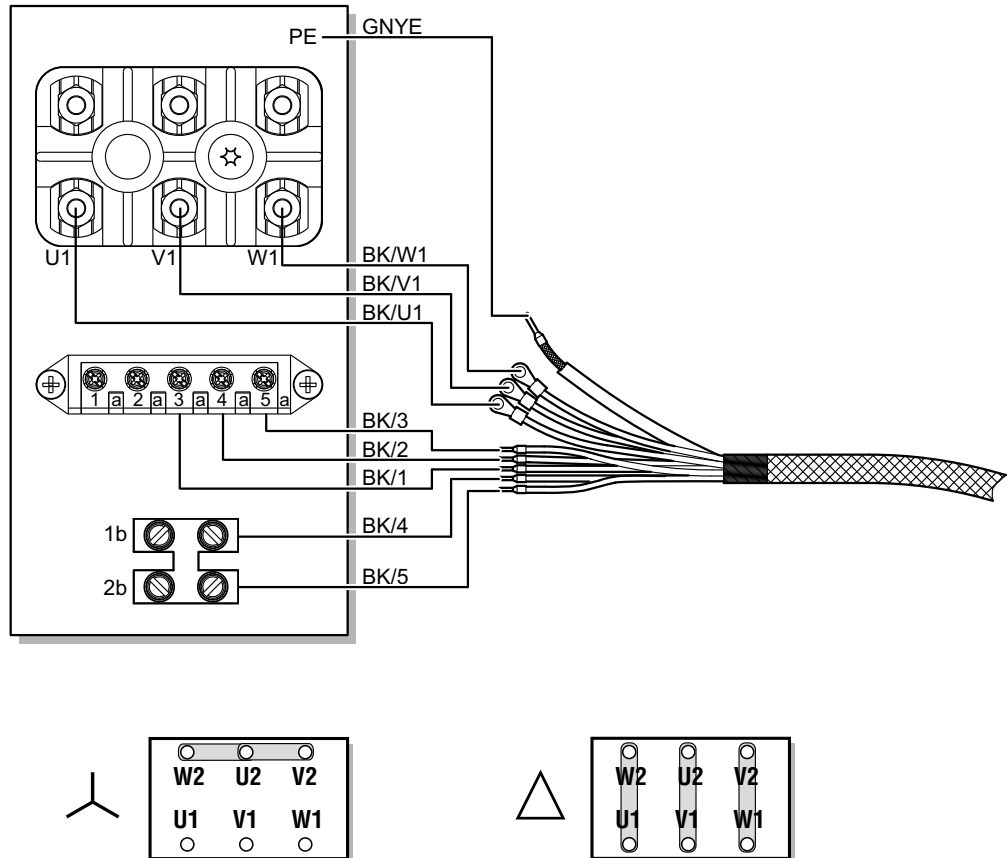 PE GNYE
U1 V1 W1
BK/W1
BK/V1
BK/U1
1 a 2 a 3 a 4 a 5 a
BK/3
BK/2
BK/1
1b BK/4
2b BK/5
W2 U2 V2
U1 V1 W1
W2 U2 V2
U1 V1 W1